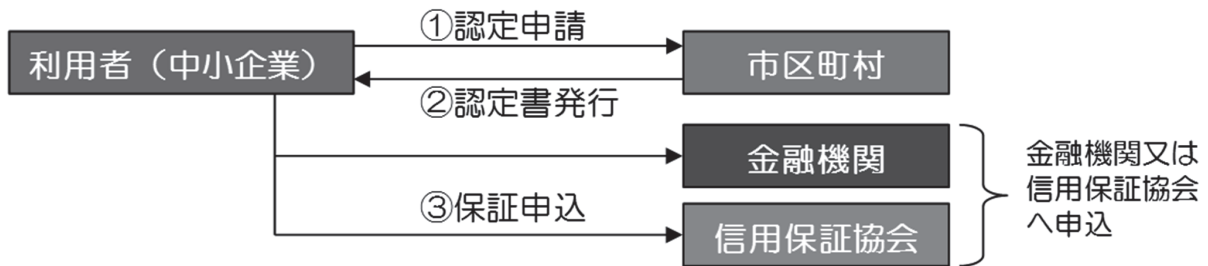 ①認定申請
利用者（中小企業）
市区町村
②認定書発行
金融機関
③保証申込
信用保証協会
金融機関又は
信用保証協会
へ申込